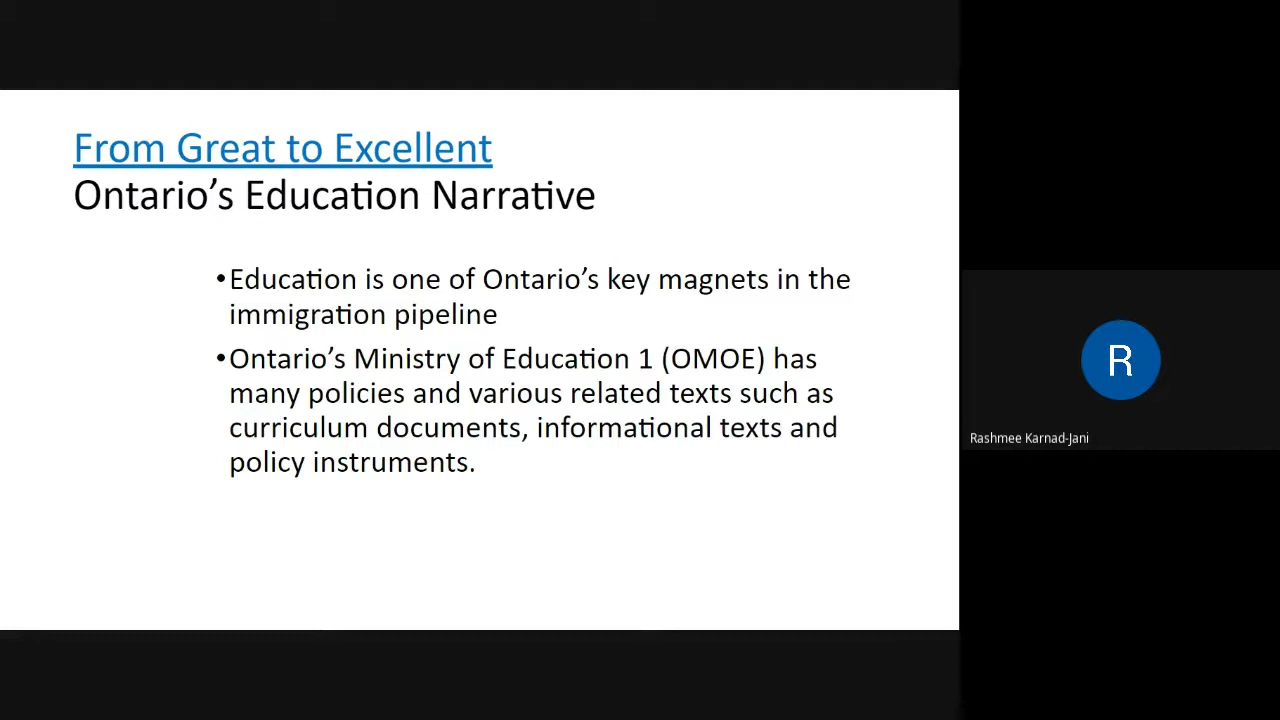 From Great to Excellent
Ontario’s Education Narrative
•Education is one of Ontario’s key magnets in the
immigration pipeline
•Ontario’s Ministry of Education 1 (OMOE) has
many policies and various related texts such as
curriculum documents, informational texts and
policy instruments.
R
Rashmee Karnad-Jani